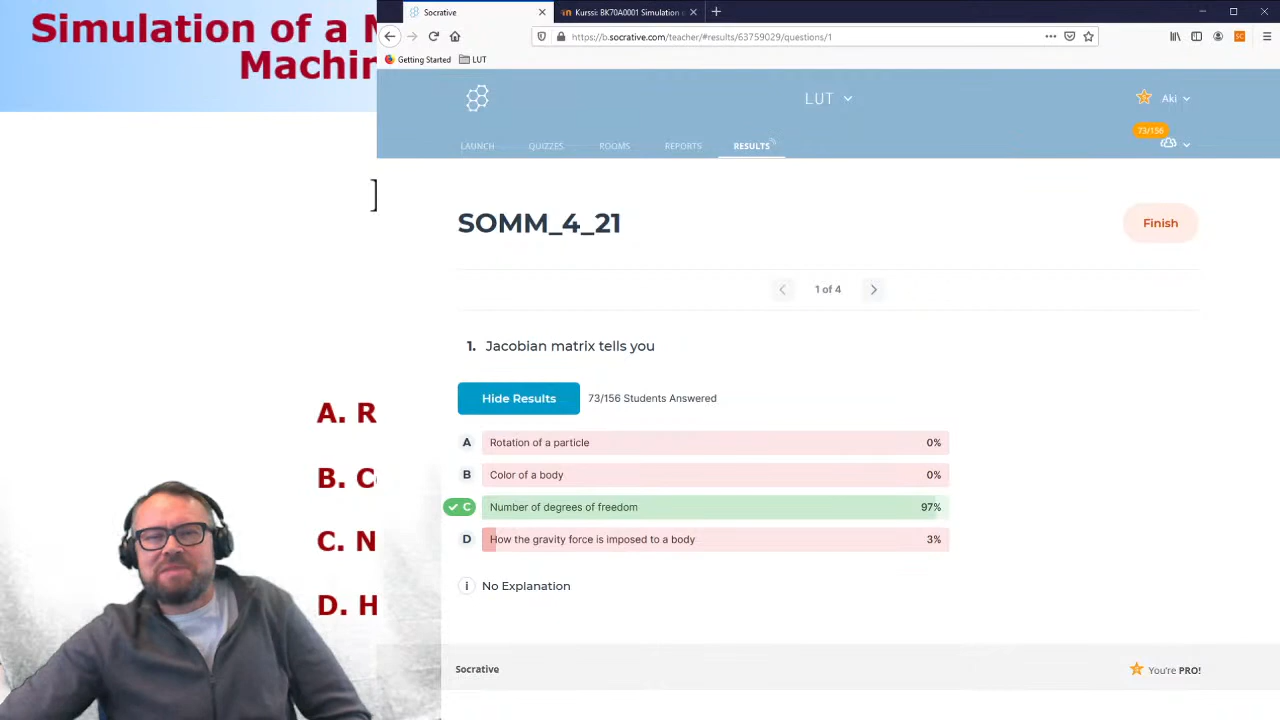 Simulation of a M
Machin
]
A. R
B. C
C. N
D. H
Socrative
Kurssi: BK70A0001 Simulation o
https://b.socrative.com/teacher/#results/63759029/questions/1
Getting Started
LUT
LUT
Aki
73/156
LAUNCH
QUIZZES
ROOMS
REPORTS
RESULTS
SOMM_4_21
Finish
1 of 4
1. Jacobian matrix tells you
Hide Results
73/156 Students Answered
A Rotation of a particle 0%
B Color of a body 0%
C Number of degrees of freedom 97%
D How the gravity force is imposed to a body 3%
i No Explanation
Socrative
You're PRO!